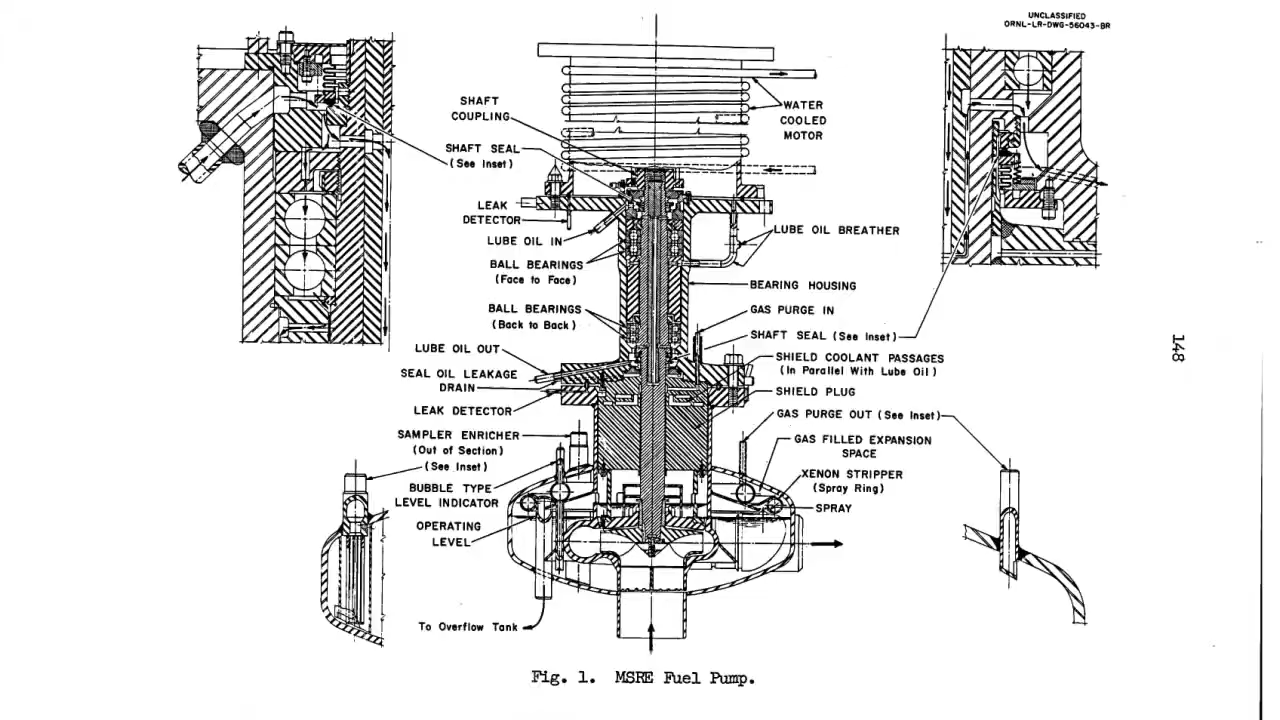 UNCLASSIFIED
ORNL-LR-DWG-56043-BR
SHAFT
COUPLING
SHAFT SEAL
(See Inset)
LEAK
DETECTOR
LUBE OIL IN
BALL BEARINGS
(Face to Face)
BALL BEARINGS
(Back to Back)
LUBE OIL OUT
SEAL OIL LEAKAGE
DRAIN
LEAK DETECTOR
SAMPLER ENRICHER
(Out of Section)
(See Inset)
BUBBLE TYPE
LEVEL INDICATOR
OPERATING
LEVEL
To Overflow Tank
WATER
COOLED
MOTOR
LUBE OIL BREATHER
BEARING HOUSING
GAS PURGE IN
SHAFT SEAL (See Inset)
SHIELD COOLANT PASSAGES
(In Parallel With Lube Oil)
SHIELD PLUG
GAS PURGE OUT (See Inset)
GAS FILLED EXPANSION
SPACE
XENON STRIPPER
(Spray Ring)
SPRAY
148
Fig. 1. MSRE Fuel Pump.